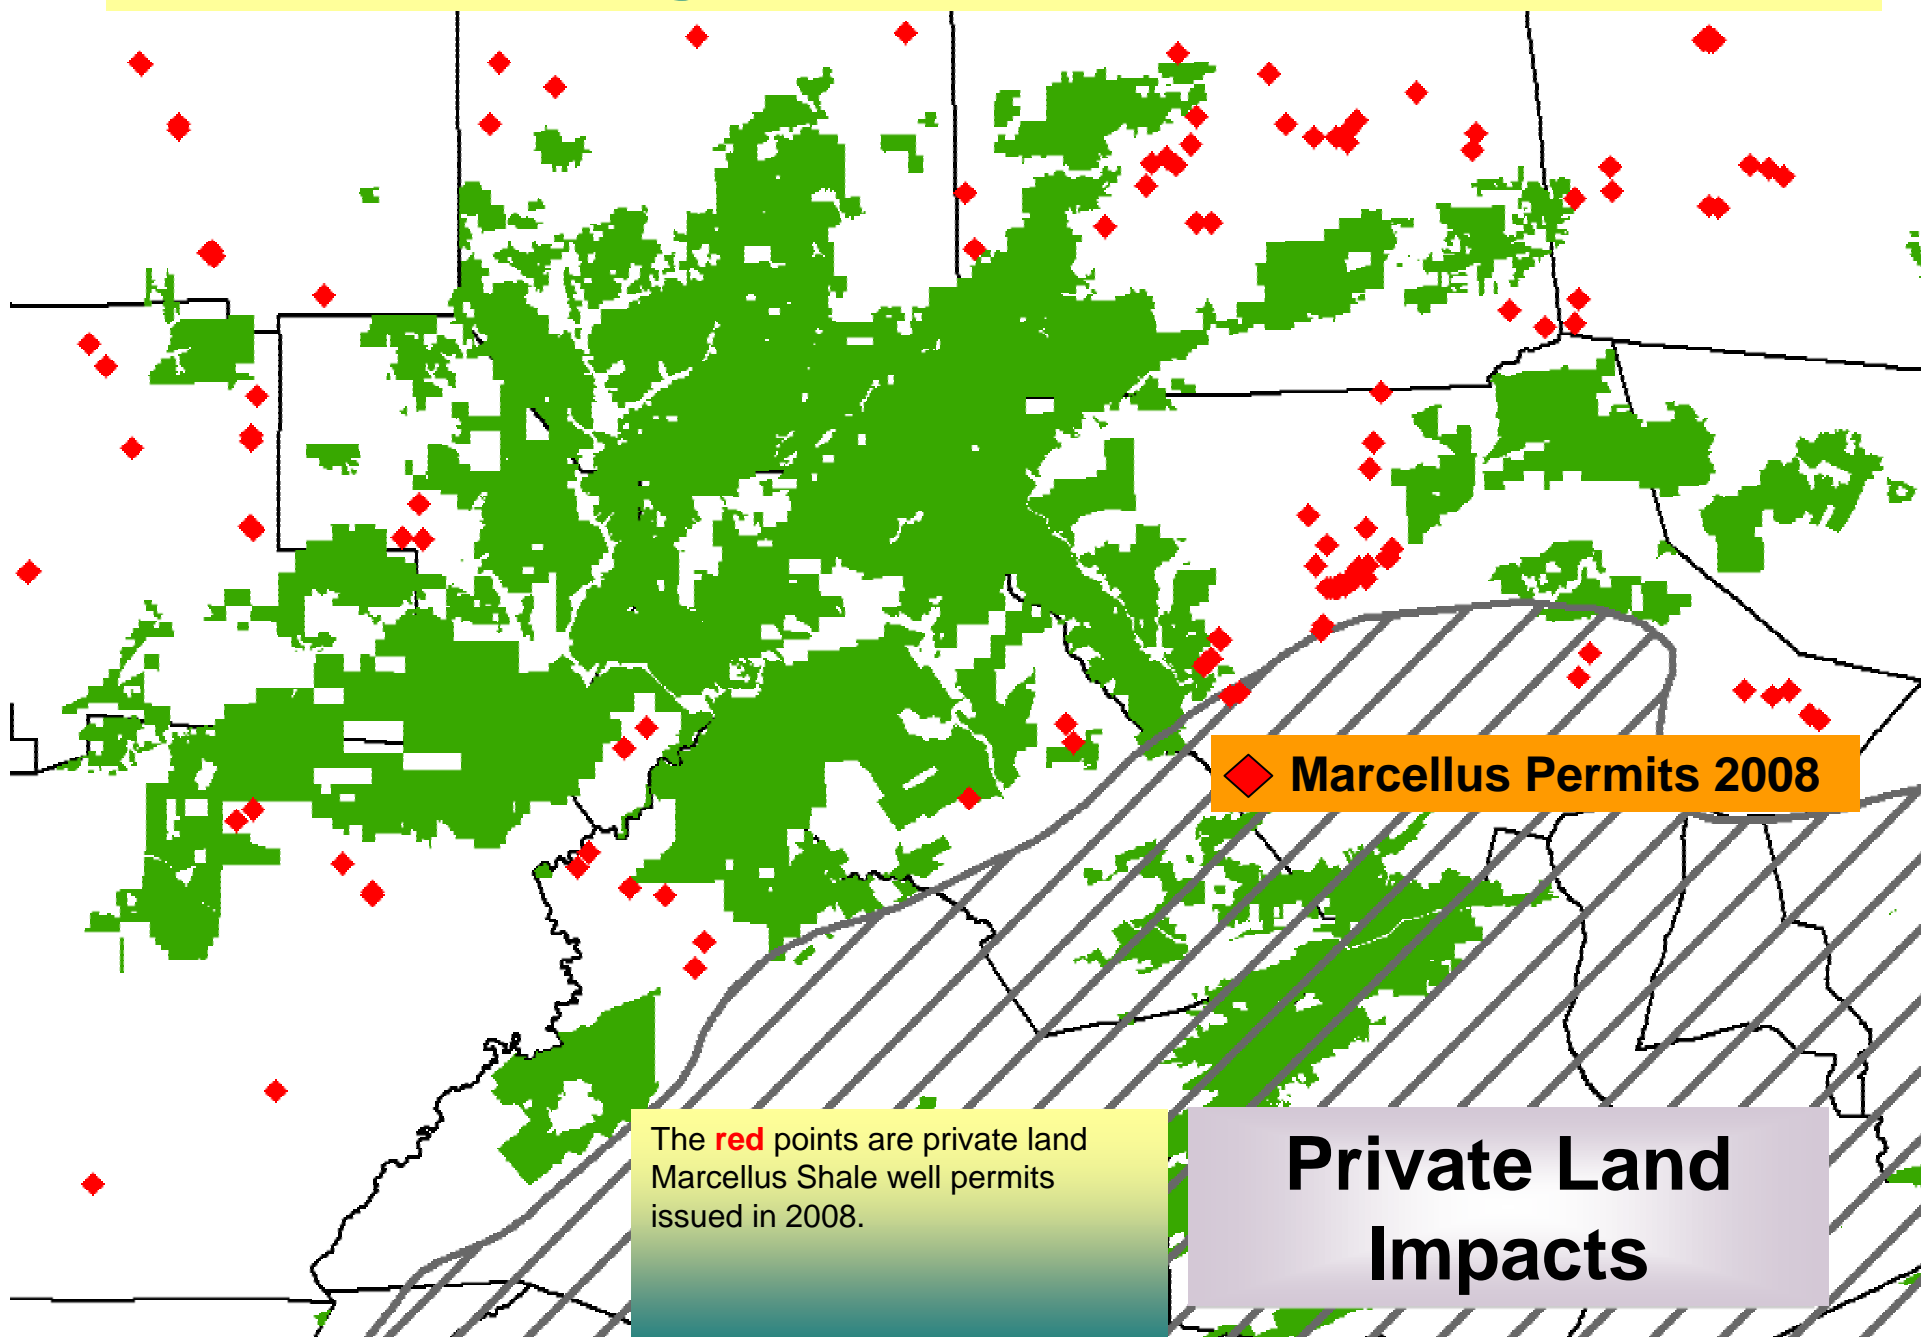 Marcellus Permits 2008
The red points are private land
Marcellus Shale well permits
issued in 2008.
Private Land
Impacts